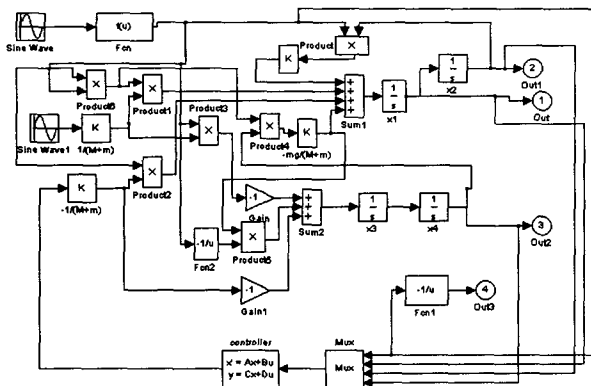 Sine Wave
f(u)
Fcn
Product
X
K
1
s
x2
2
Out1
1
Out
X
Product6
X
Product1
Product3
X
X
Product4
K
-mg/(M+m)
+
+
+
+
Sum1
1
s
x1
Sine Wave1
K
1/(M+m)
X
Product2
K
-1/(M+m)
-1
Gain
+
+
+
Sum2
1
s
x3
1
s
x4
3
Out2
-1/u
Fcn2
X
Product5
-1
Gain1
-1/u
Fcn1
4
Out3
controller
x' = Ax+Bu
y = Cx+Du
Mux
Mux